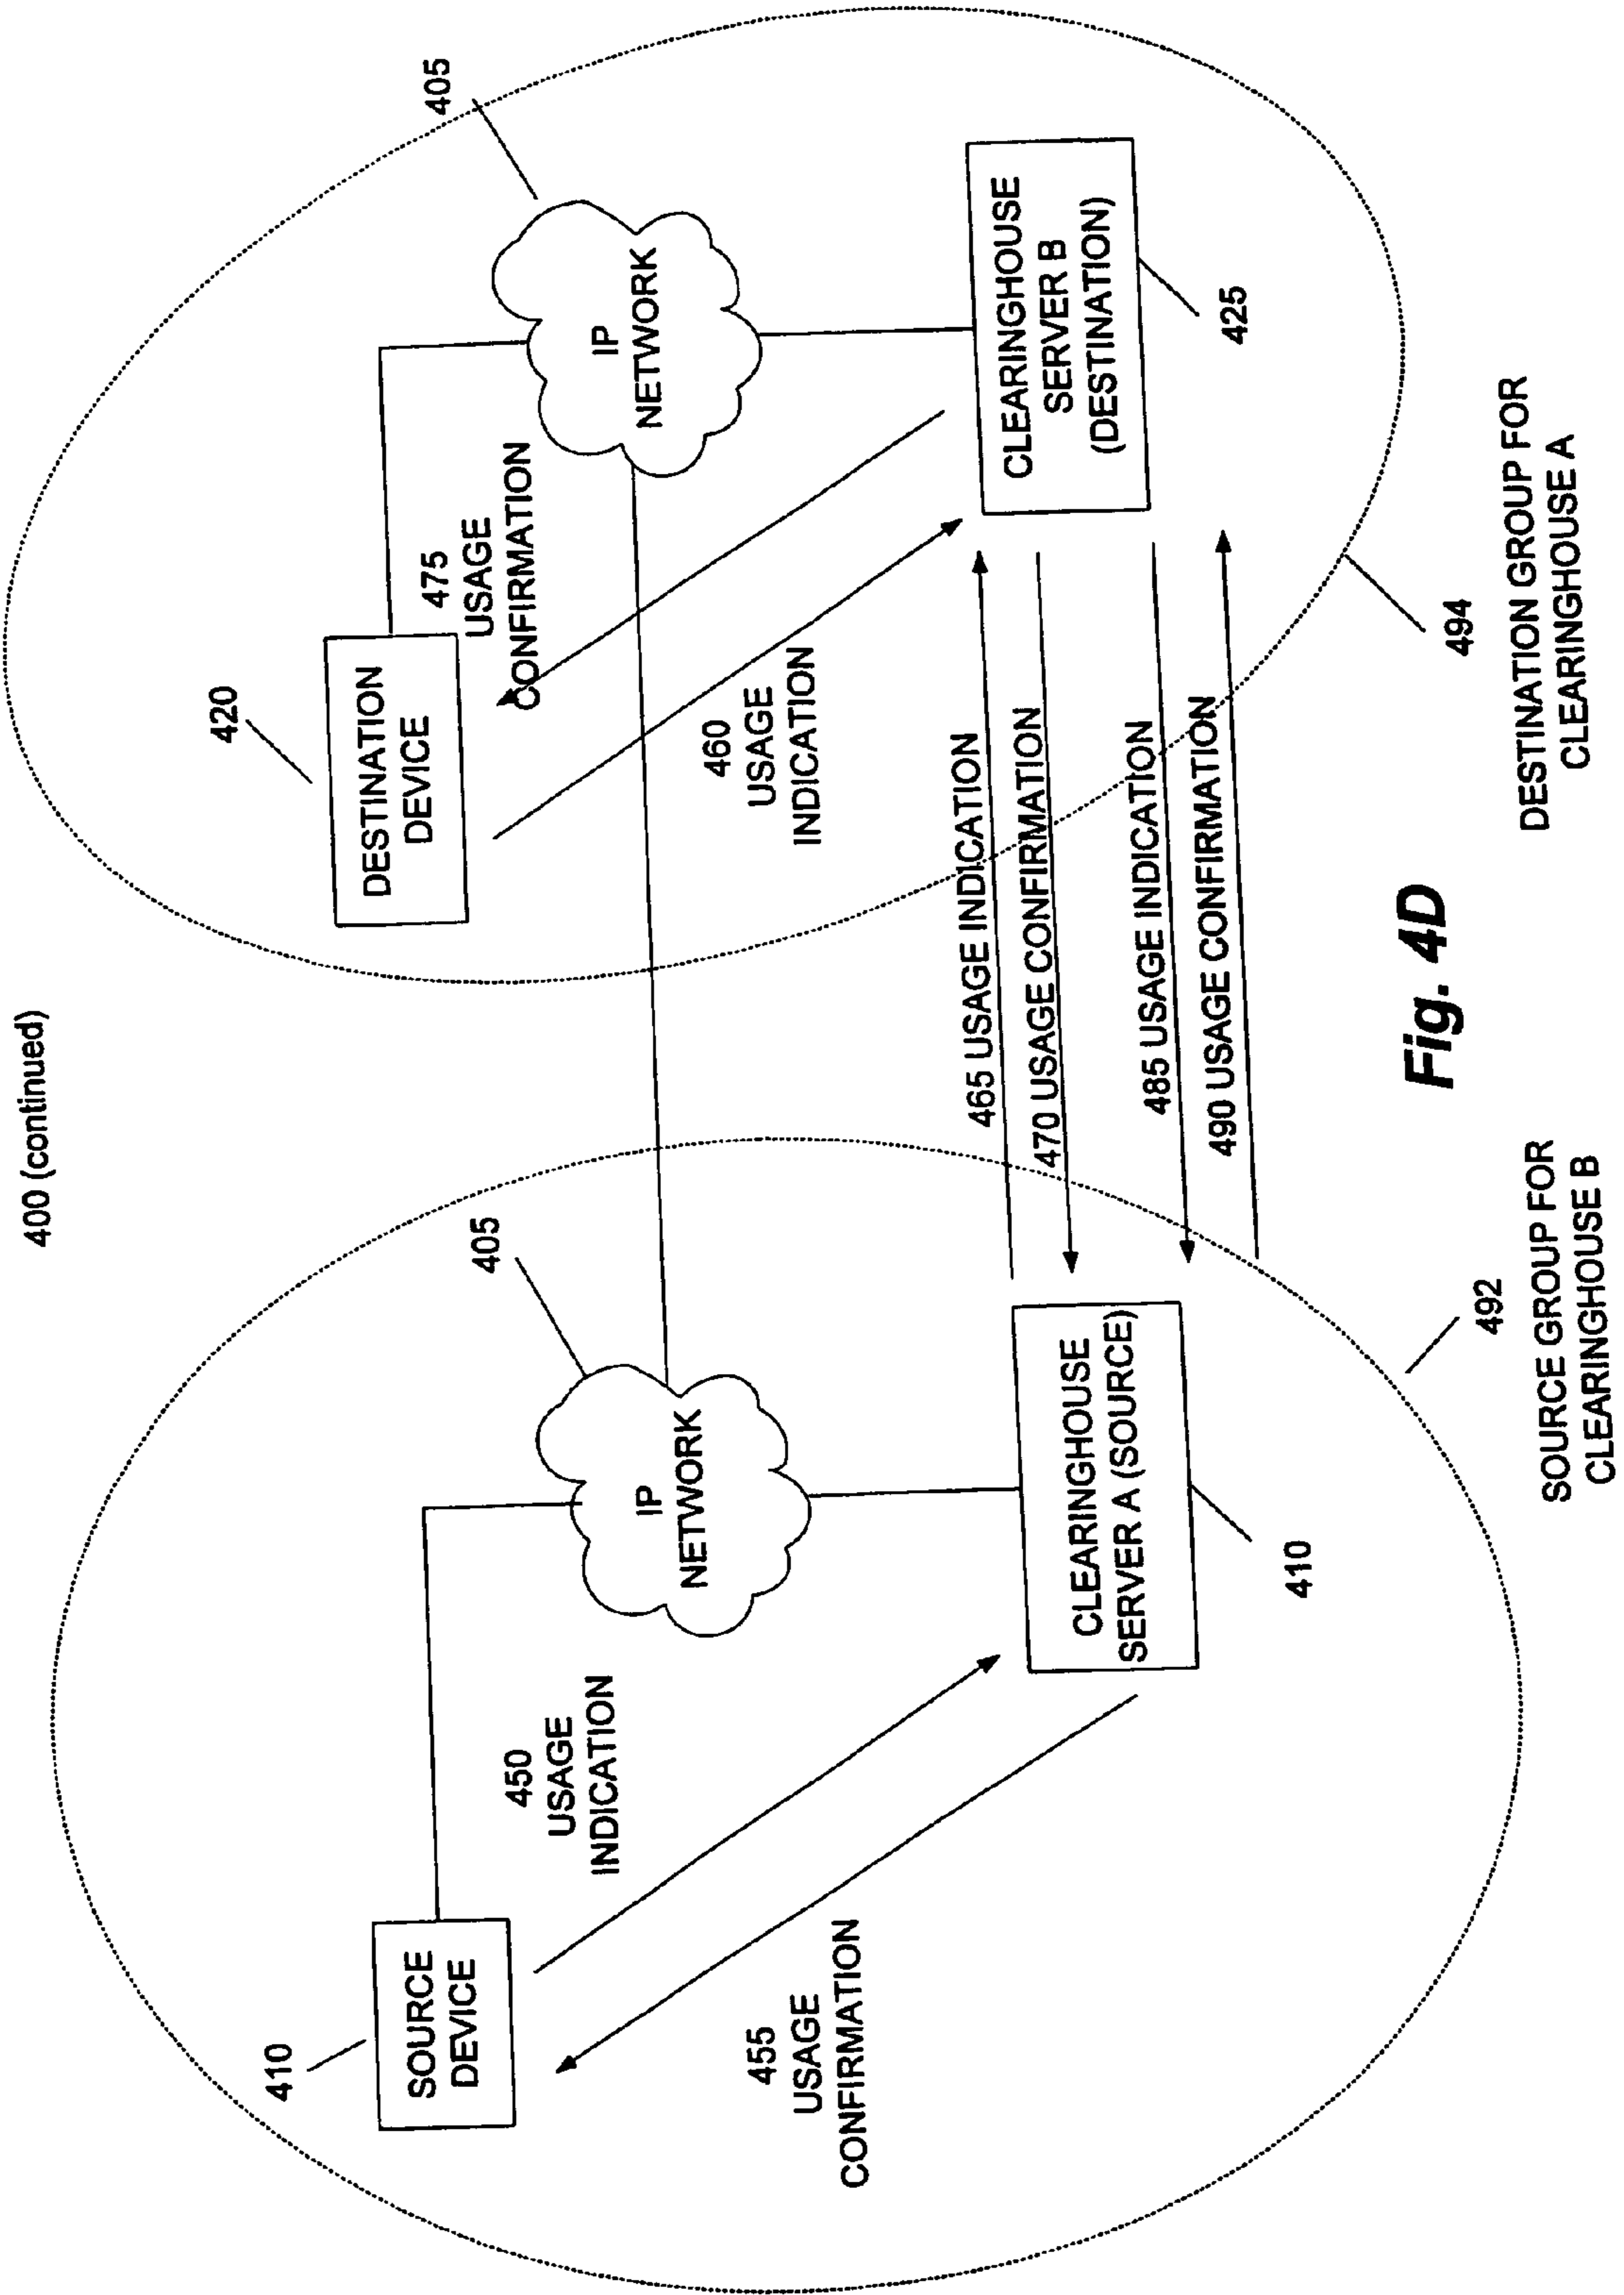 400 (continued)
410
SOURCE
DEVICE
450
USAGE
INDICATION
455
USAGE
CONFIRMATION
405
IP
NETWORK
CLEARINGHOUSE
SERVER A (SOURCE)
410
492
SOURCE GROUP FOR
CLEARINGHOUSE B
465 USAGE INDICATION
470 USAGE CONFIRMATION
485 USAGE INDICATION
490 USAGE CONFIRMATION
420
DESTINATION
DEVICE
475
USAGE
CONFIRMATION
460
USAGE
INDICATION
405
IP
NETWORK
CLEARINGHOUSE
SERVER B
(DESTINATION)
425
494
DESTINATION GROUP FOR
CLEARINGHOUSE A
Fig. 4D